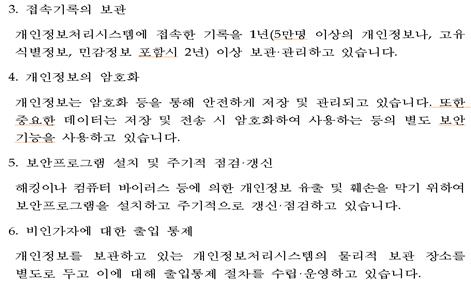 3. 접속기록의 보관
개인정보처리시스템에 접속한 기록을 1년(5만명 이상의 개인정보나, 고유
식별정보, 민감정보 포함시 2년) 이상 보관·관리하고 있습니다.
4. 개인정보의 암호화
개인정보는 암호화 등을 통해 안전하게 저장 및 관리되고 있습니다. 또한
중요한 데이터는 저장 및 전송 시 암호화하여 사용하는 등의 별도 보안
기능을 사용하고 있습니다.
5. 보안프로그램 설치 및 주기적 점검·갱신
해킹이나 컴퓨터 바이러스 등에 의한 개인정보 유출 및 훼손을 막기 위하여
보안프로그램을 설치하고 주기적으로 갱신·점검하고 있습니다.
6. 비인가자에 대한 출입 통제
개인정보를 보관하고 있는 개인정보처리시스템의 물리적 보관 장소를
별도로 두고 이에 대해 출입통제 절차를 수립·운영하고 있습니다.